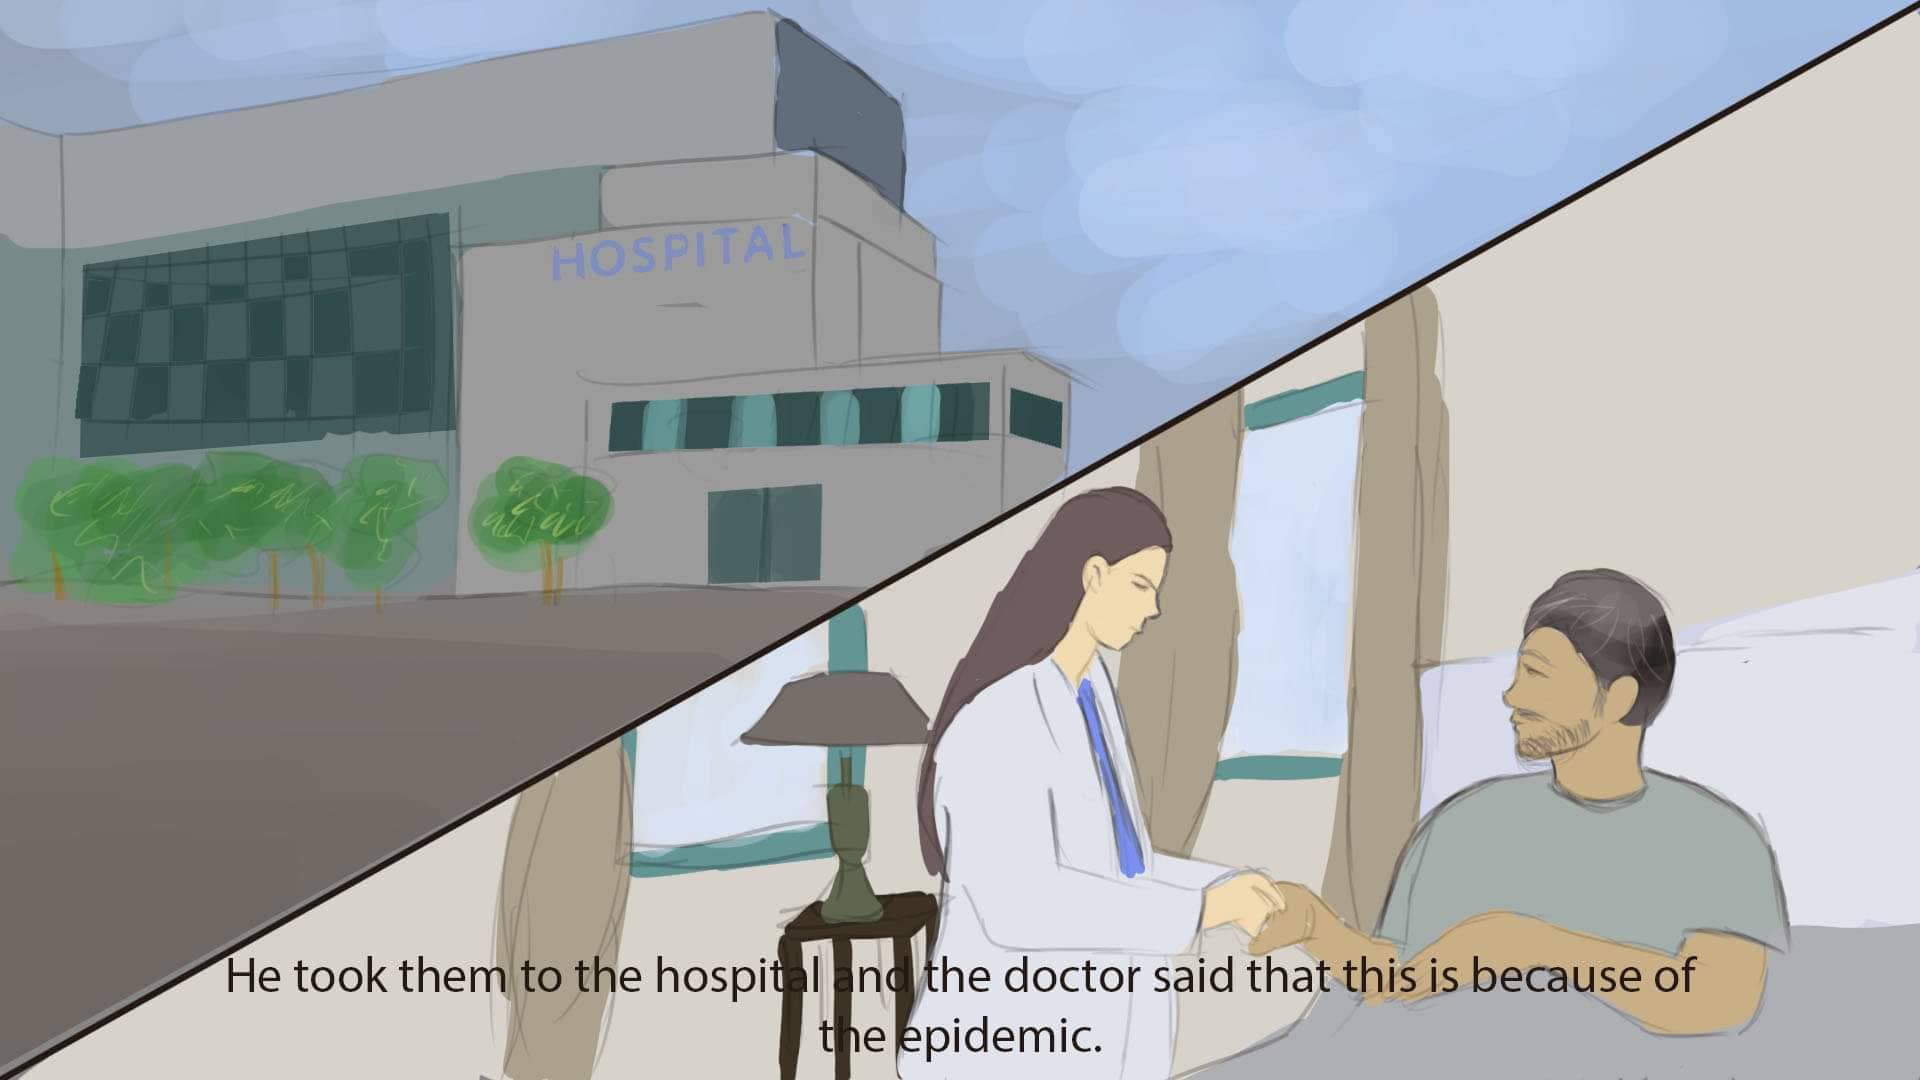 HOSPITAL
He took them to the hospital and the doctor said that this is because of
the epidemic.